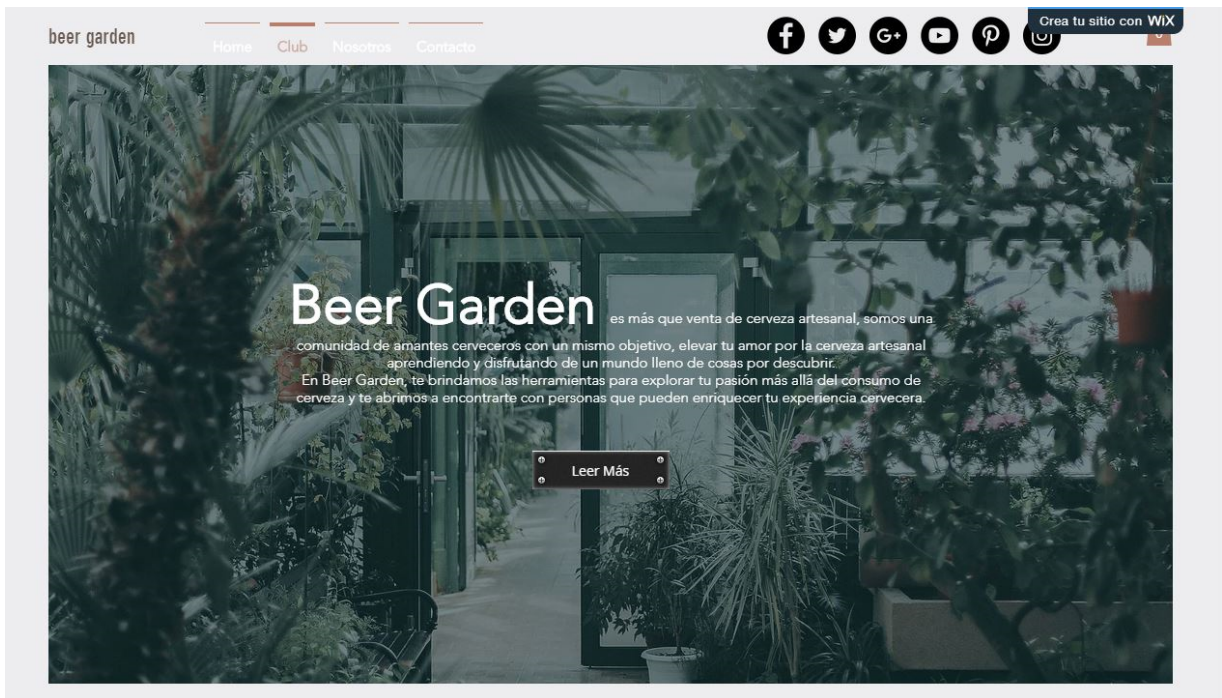 beer garden
Home Club Nosotros Contacto
G+
Crea tu sitio con WiX
0
Beer Garden es más que venta de cerveza artesanal, somos una
comunidad de amantes cerveceros con un mismo objetivo, elevar tu amor por la cerveza artesanal
aprendiendo y disfrutando de un mundo lleno de cosas por descubrir.
En Beer Garden, te brindamos las herramientas para explorar tu pasión más allá del consumo de
cerveza y te abrimos a encontrarte con personas que pueden enriquecer tu experiencia cervecera.
Leer Más